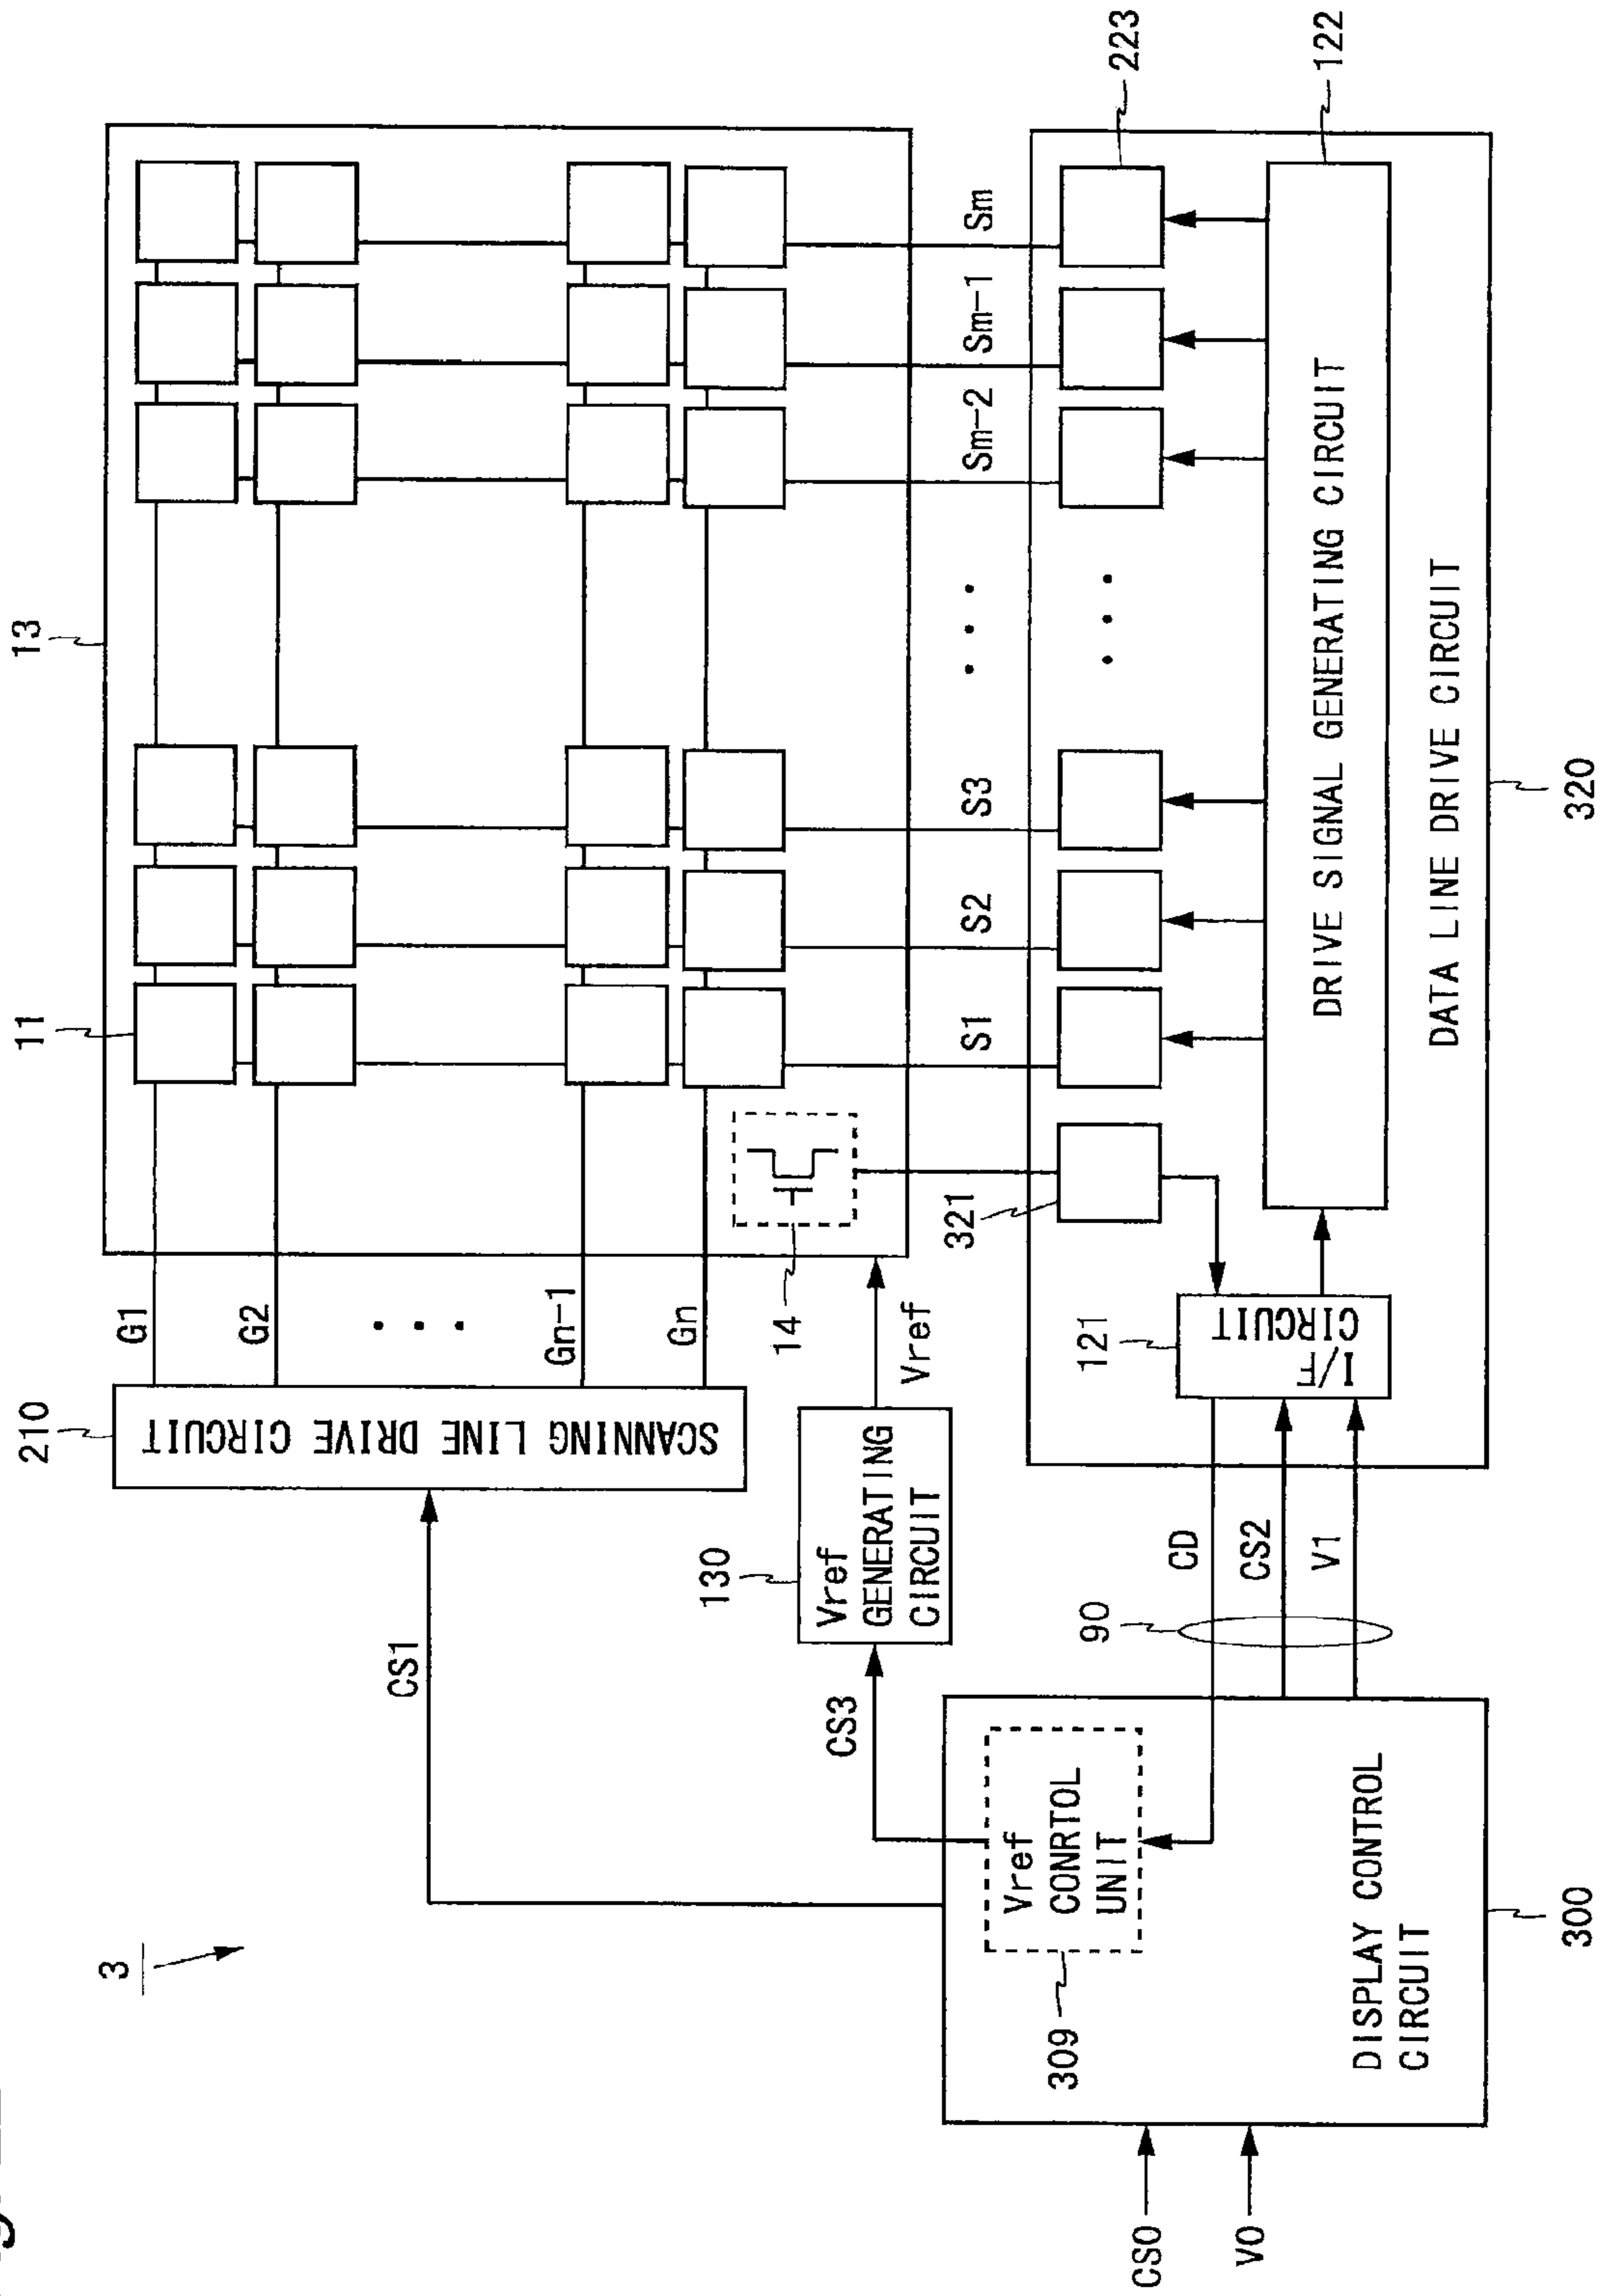 3
13
11
210
SCANNING LINE DRIVE CIRCUIT
G1
G2
Gn-1
Gn
CS1
14
130
Vref
GENERATING
CIRCUIT
Vref
CS3
S1
S2
S3
Sm-2
Sm-1
Sm
321
223
122
Vref
CONRTOL
UNIT
309
DISPLAY CONTROL
CIRCUIT
300
CS0
V0
90
CD
CS2
V1
121
I/F
CIRCUIT
DRIVE SIGNAL GENERATING CIRCUIT
DATA LINE DRIVE CIRCUIT
320